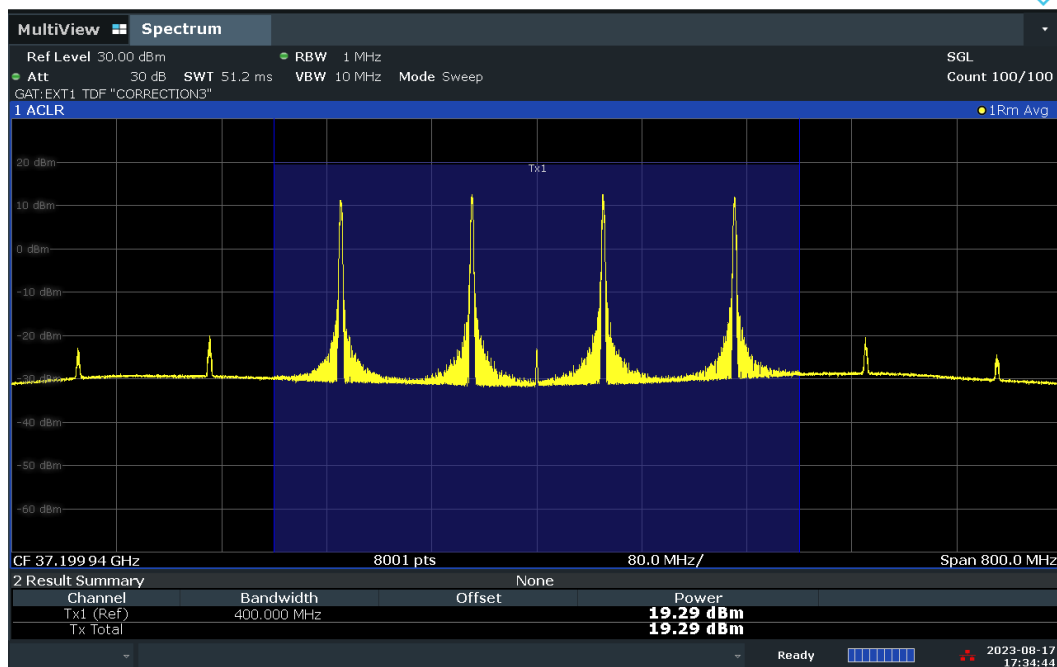 MultiView Spectrum
Ref Level 30.00 dBm RBW 1 MHz SGL
Att 30 dB SWT 51.2 ms VBW 10 MHz Mode Sweep Count 100/100
GAT:EXT1 TDF "CORRECTION3"
1 ACLR 1Rm Avg
20 dBm
Tx1
10 dBm
0 dBm
-10 dBm
-20 dBm
-30 dBm
-40 dBm
-50 dBm
-60 dBm
CF 37.19994 GHz 8001 pts 80.0 MHz/ Span 800.0 MHz
2 Result Summary None
Channel Bandwidth Offset Power
Tx1 (Ref) 400.000 MHz 19.29 dBm
Tx Total 19.29 dBm
Ready 2023-08-17
17:34:44